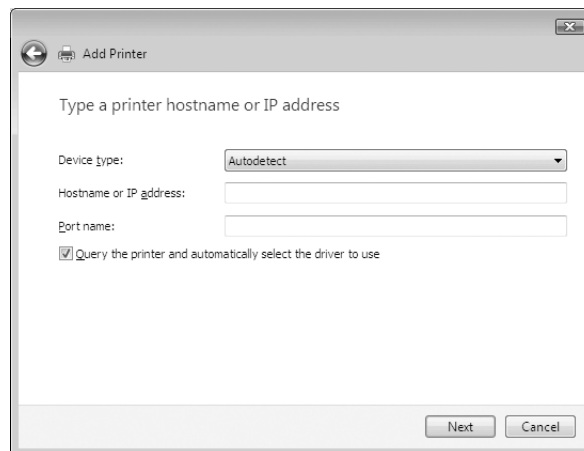 Add Printer
Type a printer hostname or IP address
Device type: Autodetect
Hostname or IP address:
Port name:
Query the printer and automatically select the driver to use
Next Cancel